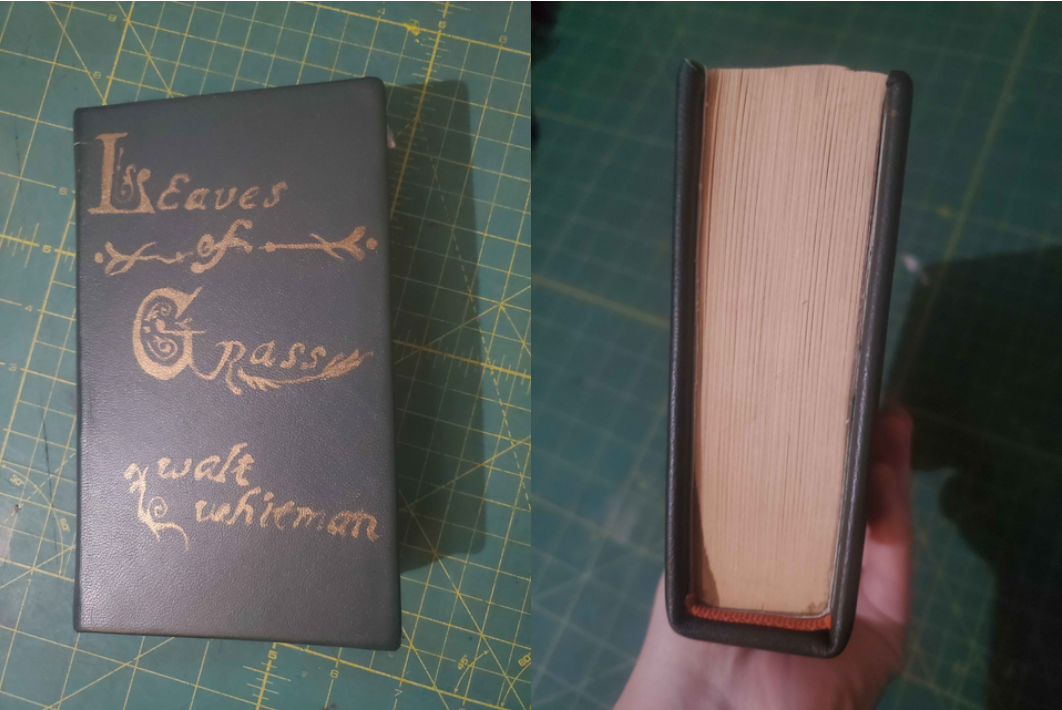 Leaves
of
Grass
walt
whitman